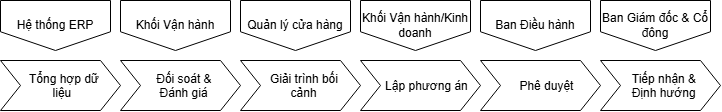 Hệ thống ERP
Khối Vận hành
Quản lý cửa hàng
Khối Vận hành/Kinh
doanh
Ban Điều hành
Ban Giám đốc & Cổ
đông
Tổng hợp dữ
liệu
Đối soát &
Đánh giá
Giải trình bối
cảnh
Lập phương án
Phê duyệt
Tiếp nhận &
Định hướng